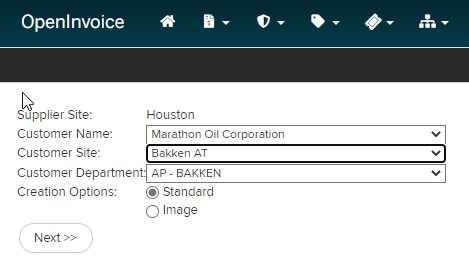 OpenInvoice
Supplier Site: Houston
Customer Name: Marathon Oil Corporation
Customer Site: Bakken AT
Customer Department: AP - BAKKEN
Creation Options: Standard
Image
Next >>